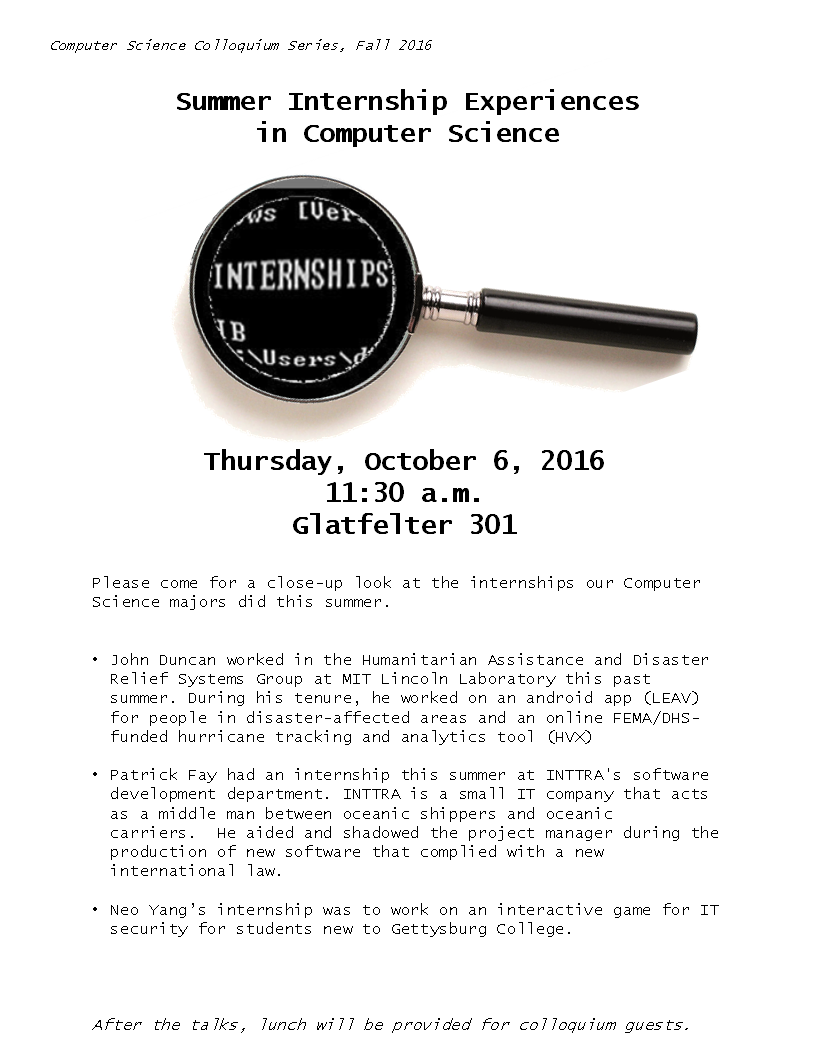 Computer Science Colloquium Series, Fall 2016
Summer Internship Experiences
in Computer Science
ws [Ver
INTERNSHIPS
IB
:\Users\d
Thursday, October 6, 2016
11:30 a.m.
Glatfelter 301
Please come for a close-up look at the internships our Computer
Science majors did this summer.
• John Duncan worked in the Humanitarian Assistance and Disaster
Relief Systems Group at MIT Lincoln Laboratory this past
summer. During his tenure, he worked on an android app (LEAV)
for people in disaster-affected areas and an online FEMA/DHS-
funded hurricane tracking and analytics tool (HVX)
• Patrick Fay had an internship this summer at INTTRA's software
development department. INTTRA is a small IT company that acts
as a middle man between oceanic shippers and oceanic
carriers.  He aided and shadowed the project manager during the
production of new software that complied with a new
international law.
• Neo Yang’s internship was to work on an interactive game for IT
security for students new to Gettysburg College.
After the talks, lunch will be provided for colloquium guests.